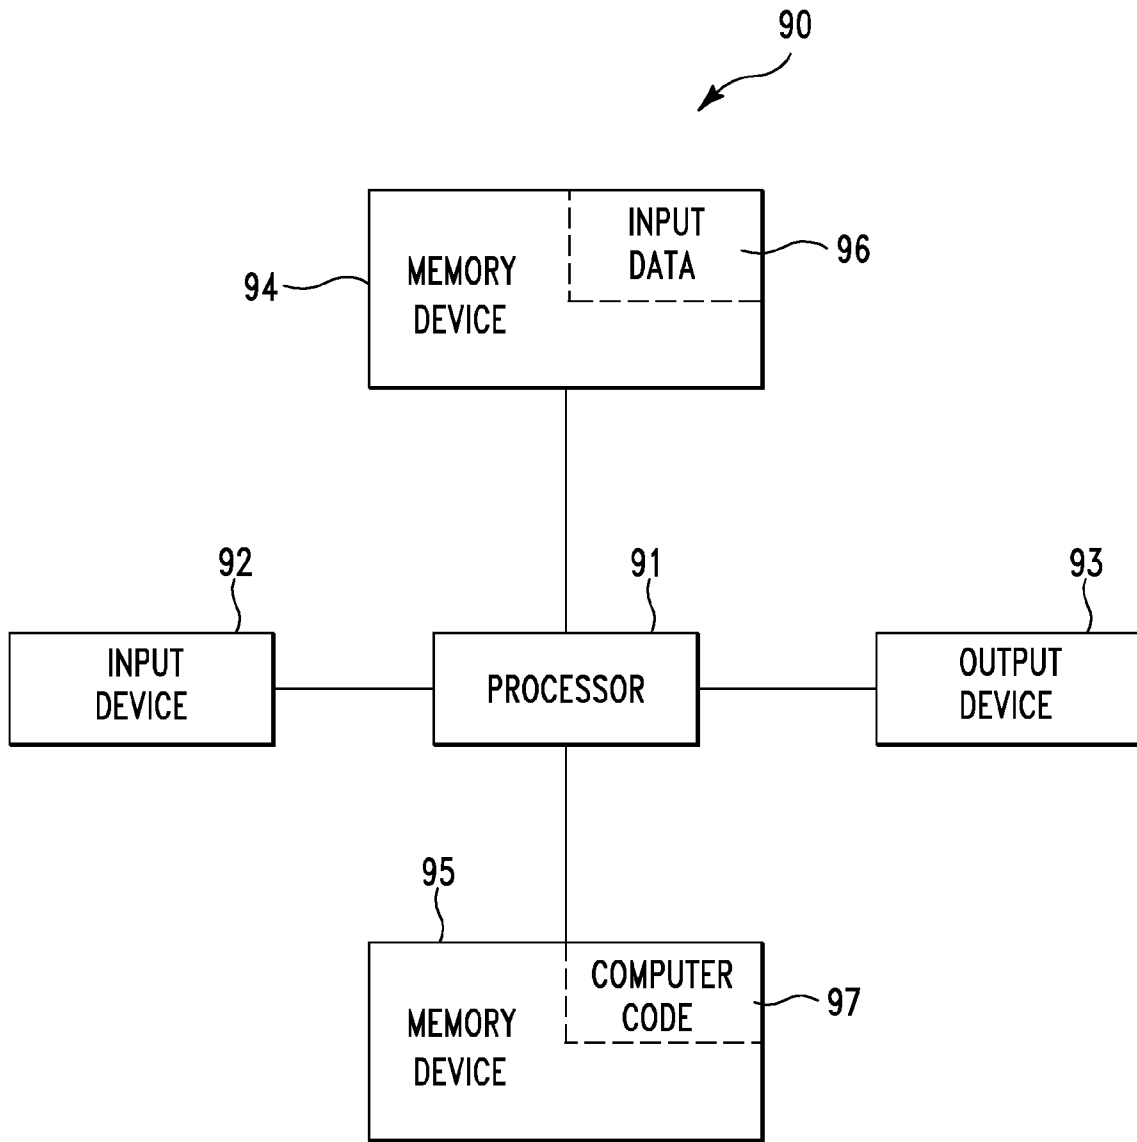 90
INPUT
DATA
96
MEMORY
DEVICE
94
92
91
93
INPUT
DEVICE
PROCESSOR
OUTPUT
DEVICE
95
COMPUTER
CODE
97
MEMORY
DEVICE